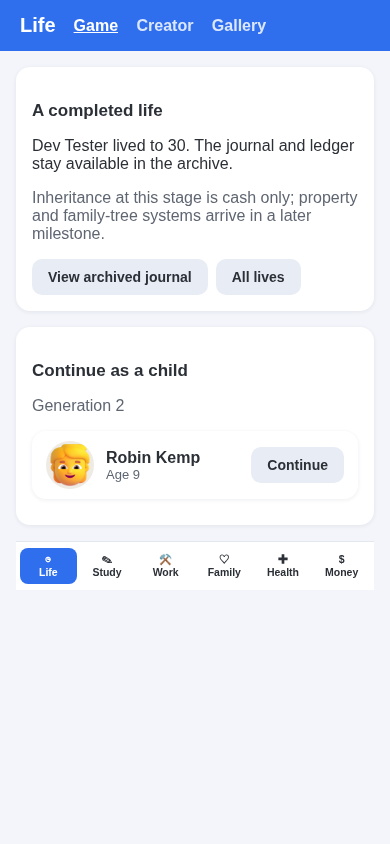 Life Game Creator Gallery
A completed life
Dev Tester lived to 30. The journal and ledger
stay available in the archive.
Inheritance at this stage is cash only; property
and family-tree systems arrive in a later
milestone.
View archived journal All lives
Continue as a child
Generation 2
Robin Kemp
Age 9
Continue
Life Study Work Family Health $ Money